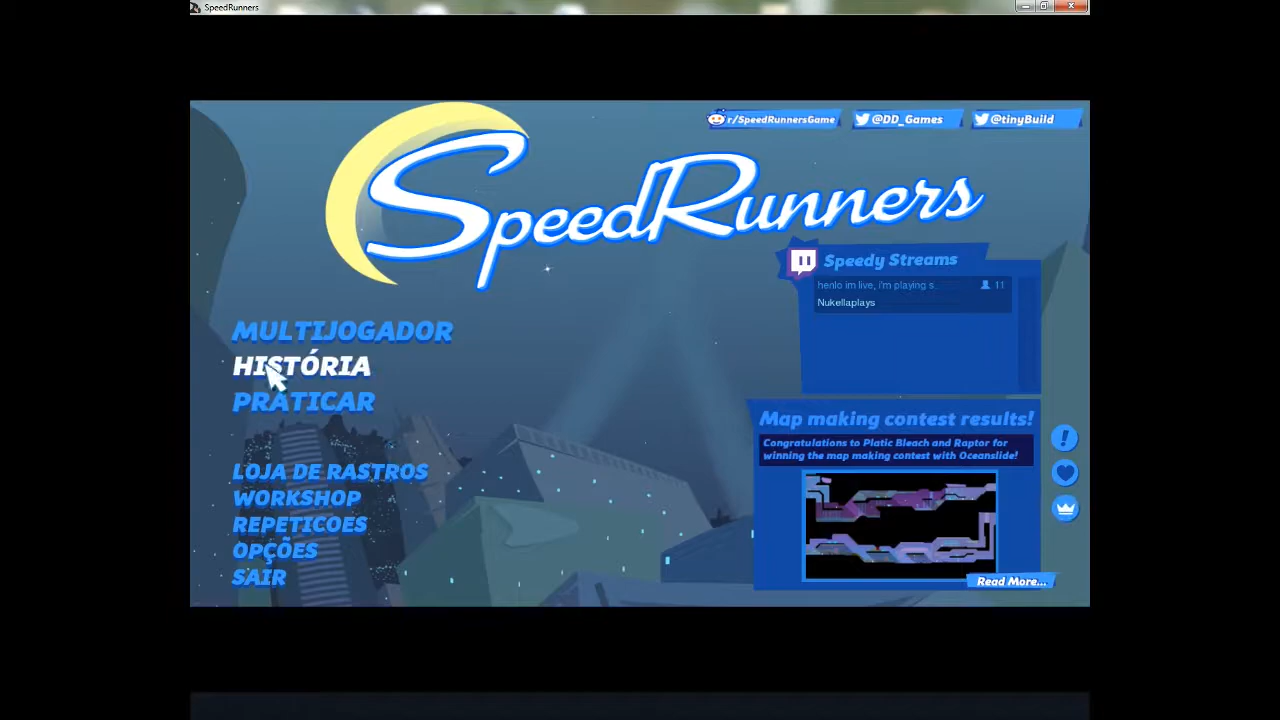 SpeedRunners
r/SpeedRunnersGame
@DD_Games
@tinyBuild
SpeedRunners
Speedy Streams
henlo im live, i'm playing s... 11
Nukellaplays
MULTIJOGADOR
HISTÓRIA
PRATICAR
LOJA DE RASTROS
WORKSHOP
REPETICOES
OPÇÕES
SAIR
Map making contest results!
Congratulations to Platic Bleach and Raptor for
winning the map making contest with Oceanslide!
Read More...